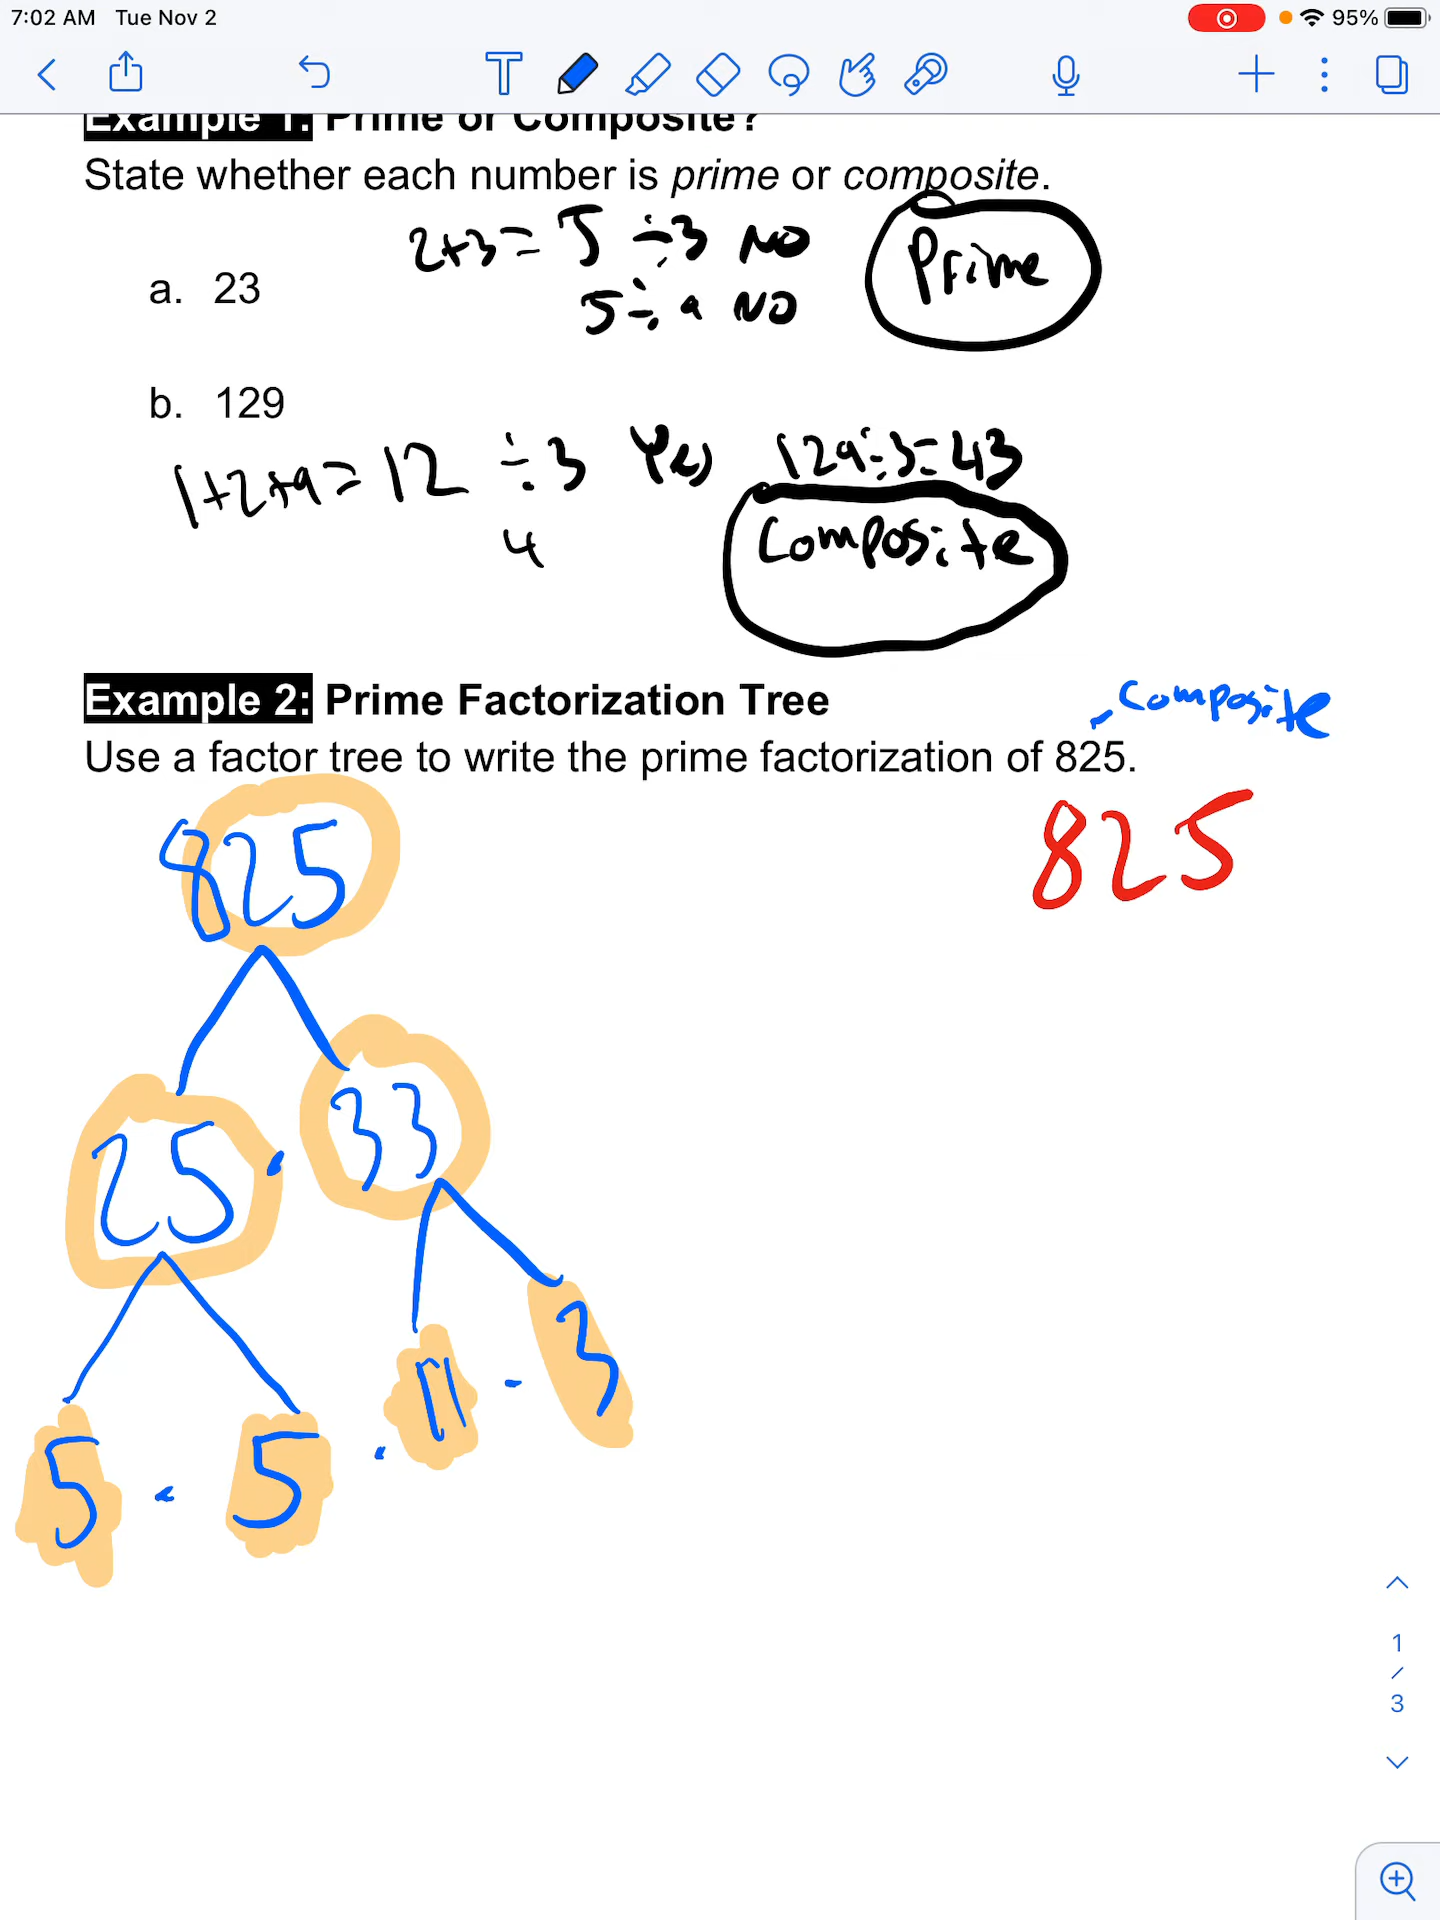 7:02 AM Tue Nov 2
95%
T
Example 1: Prime or Composite?
State whether each number is prime or composite.
2+3= 5 ÷3 NO
Prime
a. 23
5÷9 NO
b. 129
1+2+9= 12 ÷3 Yes 129÷3=43
4
Composite
Example 2: Prime Factorization Tree
Composite
Use a factor tree to write the prime factorization of 825.
825
825
25 · 33
5 · 5 · 11 · 3
1
/
3